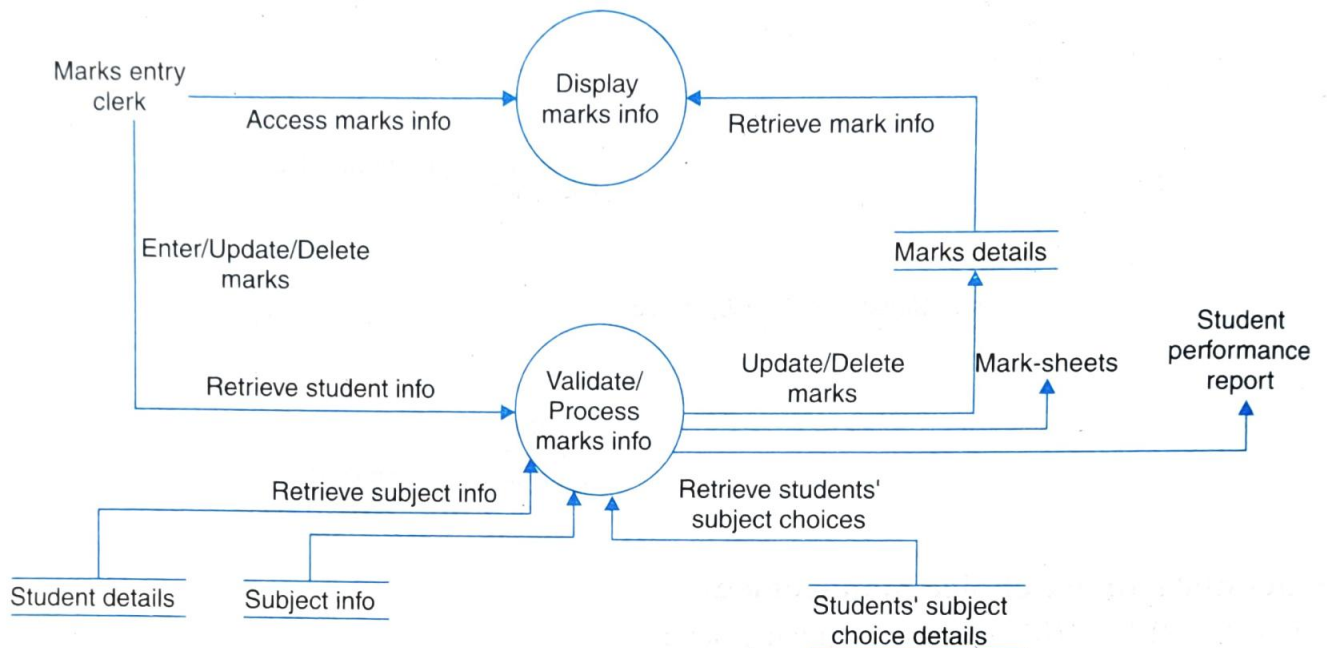 Marks entry
clerk
Access marks info
Display
marks info
Retrieve mark info
Enter/Update/Delete
marks
Marks details
Retrieve student info
Validate/
Process
marks info
Update/Delete
marks
Mark-sheets
Student
performance
report
Retrieve subject info
Retrieve students'
subject choices
Student details
Subject info
Students' subject
choice details